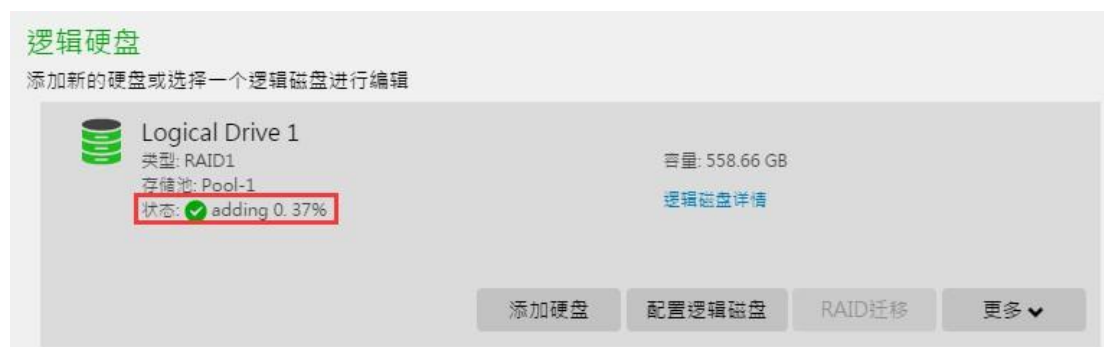 逻辑硬盘
添加新的硬盘或选择一个逻辑磁盘进行编辑
Logical Drive 1
类型: RAID1
容量: 558.66 GB
存储池: Pool-1
逻辑磁盘详情
状态: adding 0. 37%
添加硬盘 配置逻辑磁盘 RAID迁移 更多